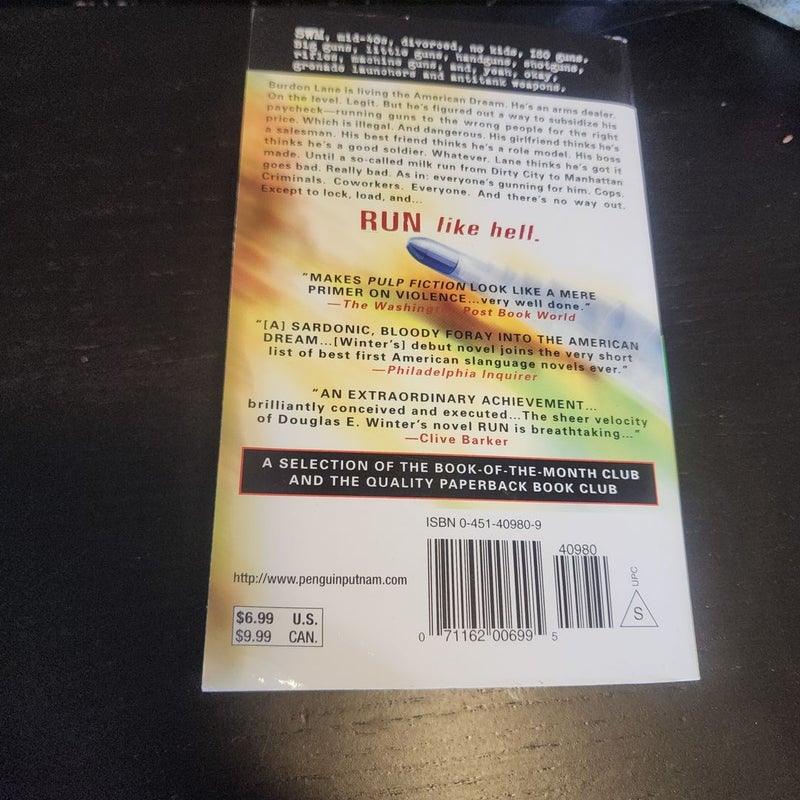 SWM, mid-40s, divorced, no kids, ISO guns,
big guns, little guns, handguns, shotguns,
rifles, machine guns, and, yeah, okay,
grenade launchers and antitank weapons.
Burdon Lane is living the American Dream. He's an arms dealer.
On the level. Legit. But he's figured out a way to subsidize his
paycheck—running guns to the wrong people for the right
price. Which is illegal. And dangerous. His girlfriend thinks he's
a salesman. His best friend thinks he's a role model. His boss
thinks he's a good soldier. Whatever. Lane thinks he's got it
made. Until a so-called milk run from Dirty City to Manhattan
goes bad. Really bad. As in: everyone's gunning for him. Cops.
Criminals. Coworkers. Everyone. And there's no way out.
Except to lock, load, and...
RUN like hell.
"MAKES PULP FICTION LOOK LIKE A MERE
PRIMER ON VIOLENCE...very well done."
—The Washington Post Book World
"[A] SARDONIC, BLOODY FORAY INTO THE AMERICAN
DREAM...[Winter's] debut novel joins the very short
list of best first American slanguage novels ever."
—Philadelphia Inquirer
"AN EXTRAORDINARY ACHIEVEMENT...
brilliantly conceived and executed...The sheer velocity
of Douglas E. Winter's novel RUN is breathtaking..."
—Clive Barker
A SELECTION OF THE BOOK-OF-THE-MONTH CLUB
AND THE QUALITY PAPERBACK BOOK CLUB
ISBN 0-451-40980-9
40980
http://www.penguinputnam.com
UPC
S
$6.99 U.S.
$9.99 CAN.
0 71162 00699 5